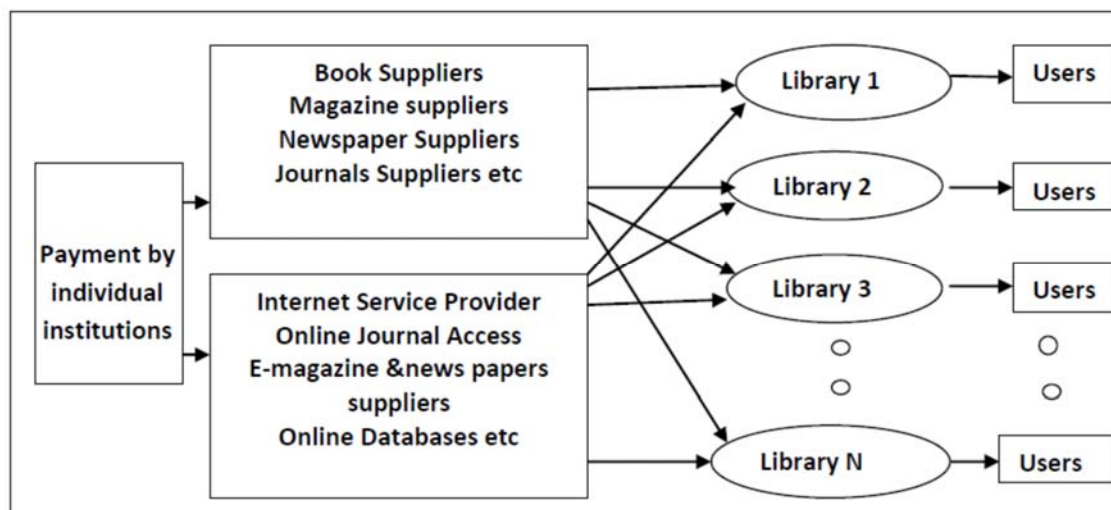 Payment by
individual
institutions
Book Suppliers
Magazine suppliers
Newspaper Suppliers
Journals Suppliers etc
Internet Service Provider
Online Journal Access
E-magazine &news papers
suppliers
Online Databases etc
Library 1
Users
Library 2
Users
Library 3
Users
Library N
Users